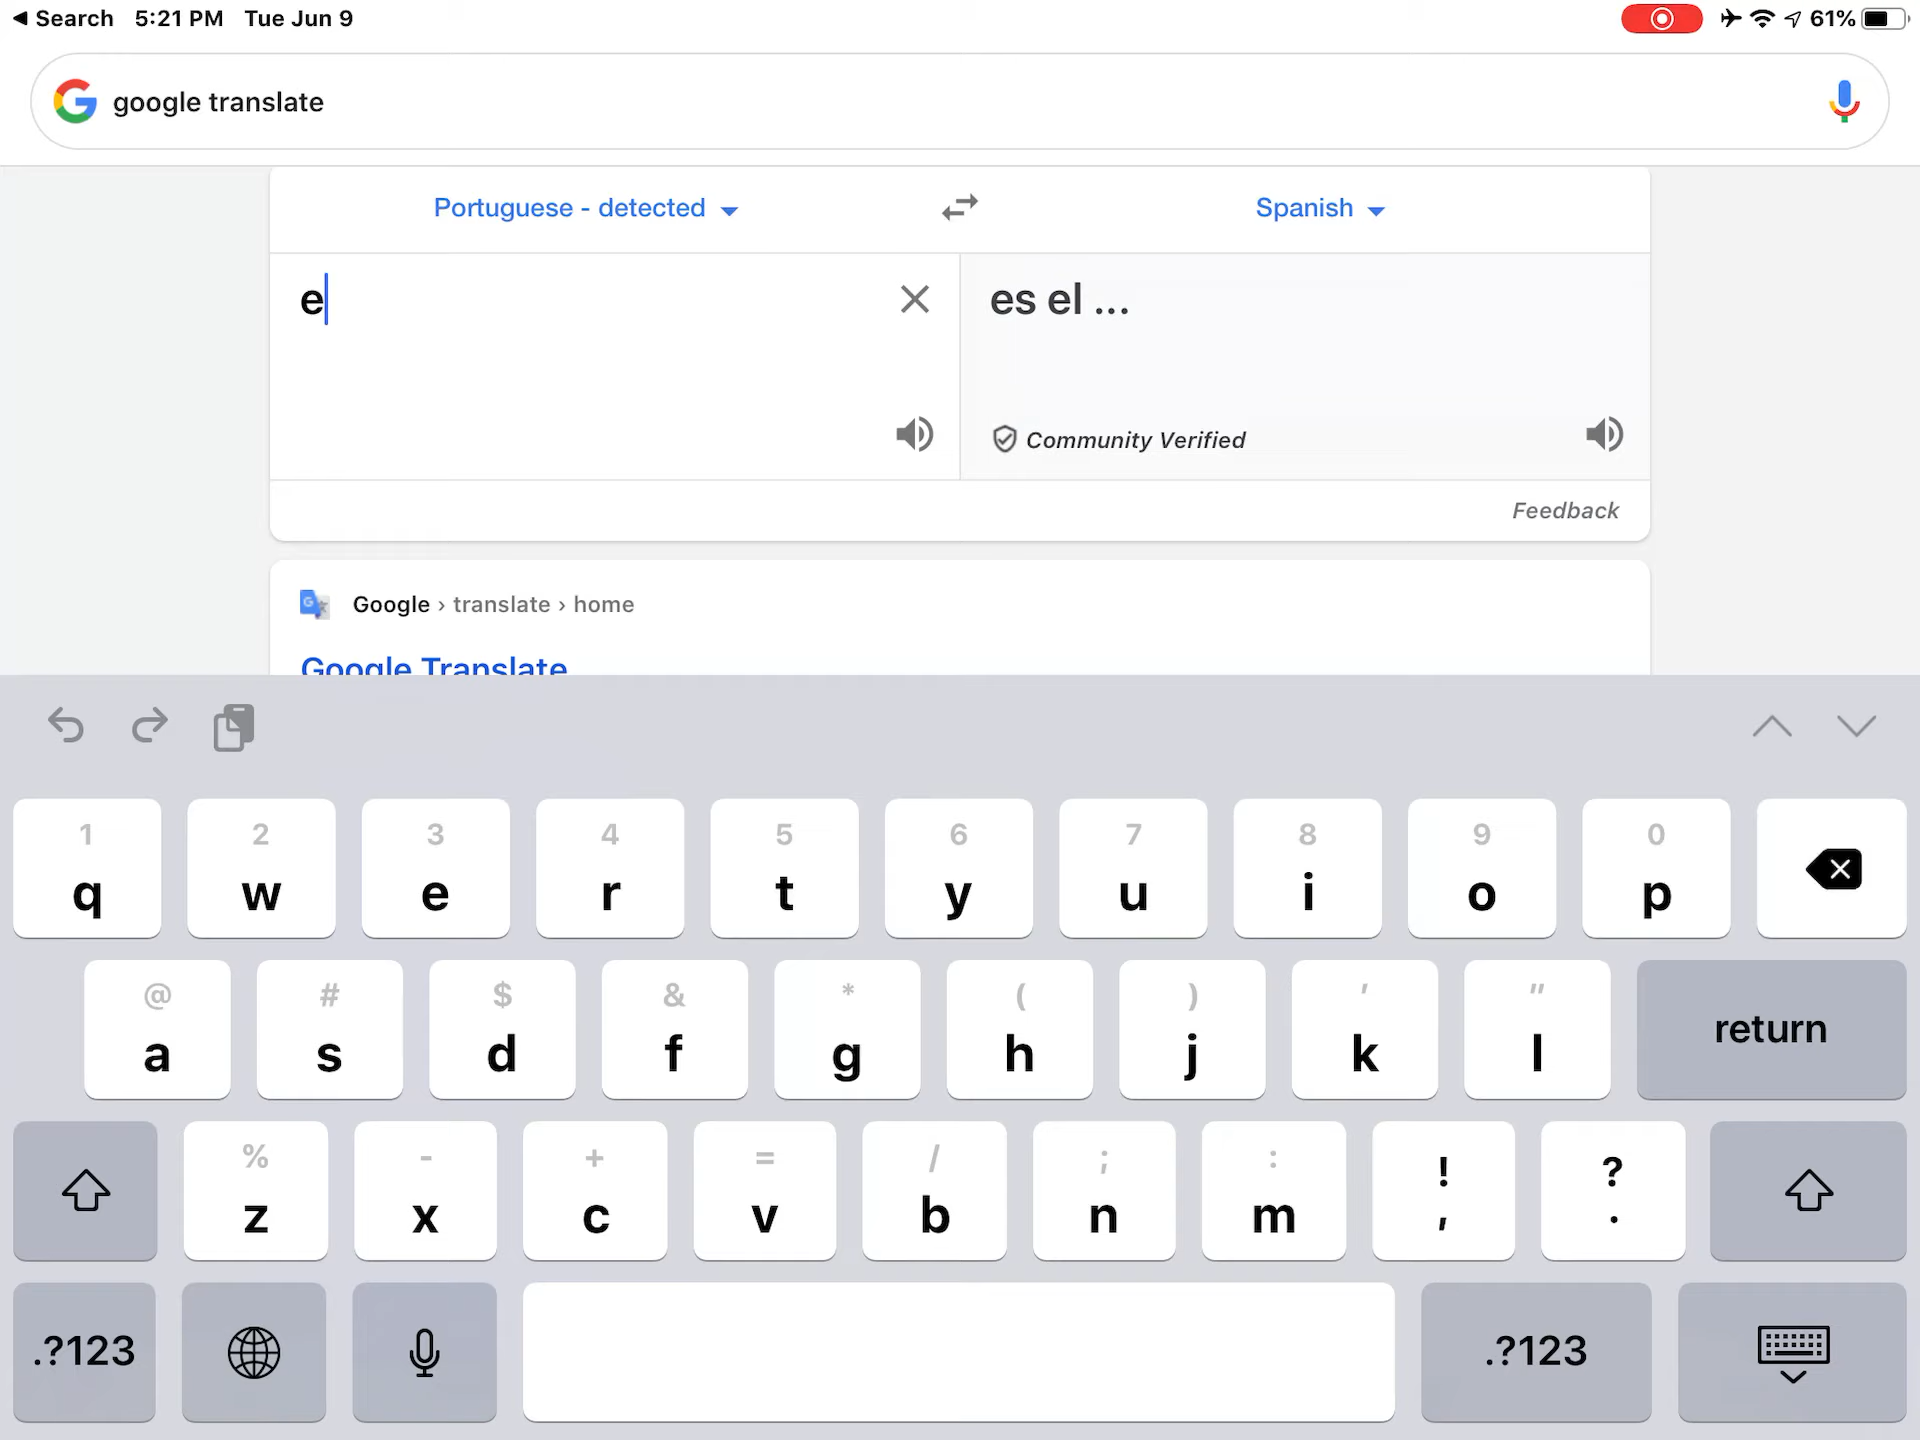 Search 5:21 PM Tue Jun 9 61%
google translate
Portuguese - detected Spanish
e es el ...
Community Verified
Feedback
Google › translate › home
Google Translate
1 2 3 4 5 6 7 8 9 0
q w e r t y u i o p
@ # $ & * ( ) ' "
a s d f g h j k l return
% - + = / ; : ! ?
z x c v b n m , .
.?123 .?123